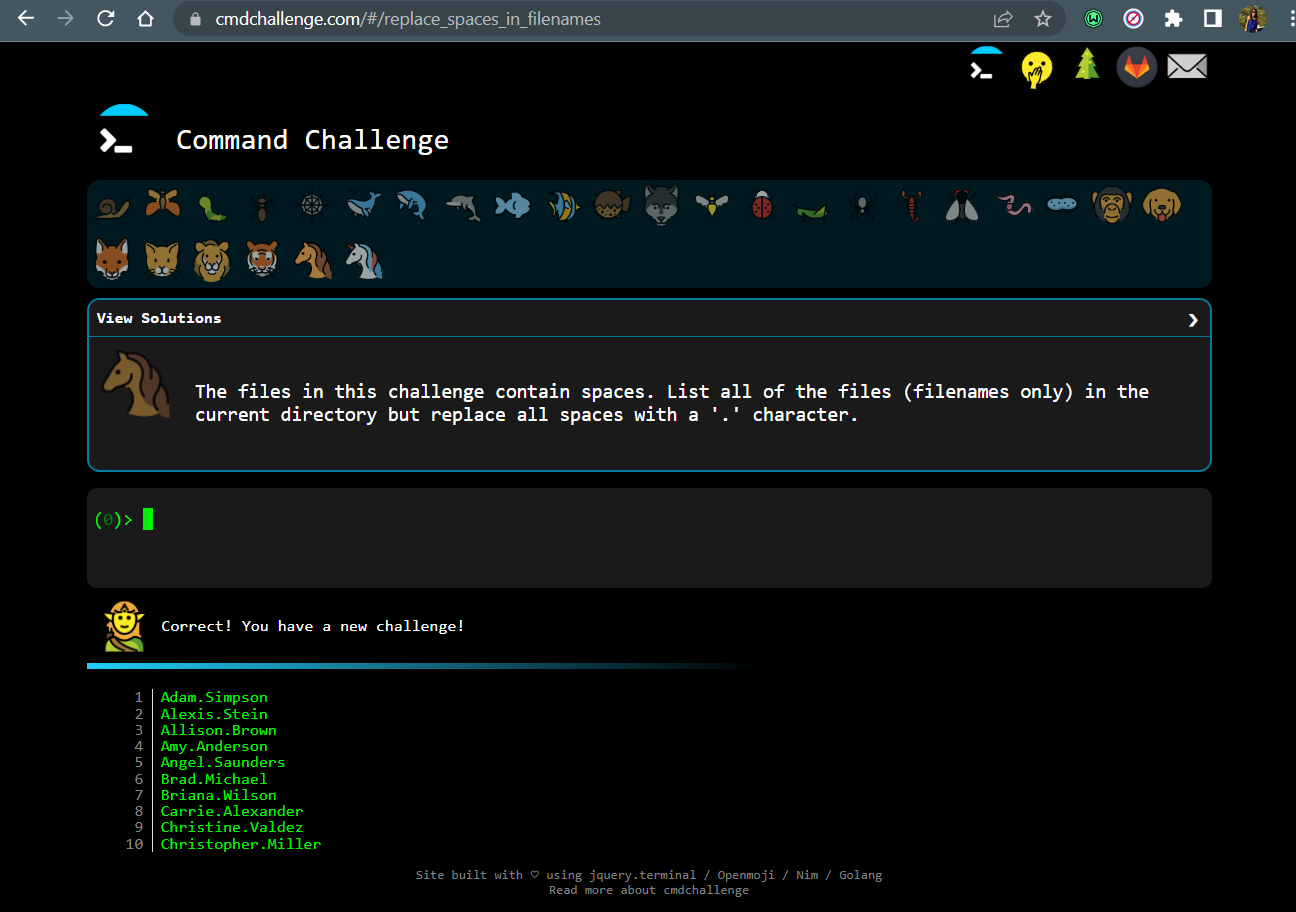 cmdchallenge.com/#/replace_spaces_in_filenames
Command Challenge
View Solutions
The files in this challenge contain spaces. List all of the files (filenames only) in the
current directory but replace all spaces with a '.' character.
(0)>
Correct! You have a new challenge!
1 Adam.Simpson
2 Alexis.Stein
3 Allison.Brown
4 Amy.Anderson
5 Angel.Saunders
6 Brad.Michael
7 Briana.Wilson
8 Carrie.Alexander
9 Christine.Valdez
10 Christopher.Miller
Site built with ♡ using jquery.terminal / Openmoji / Nim / Golang
Read more about cmdchallenge